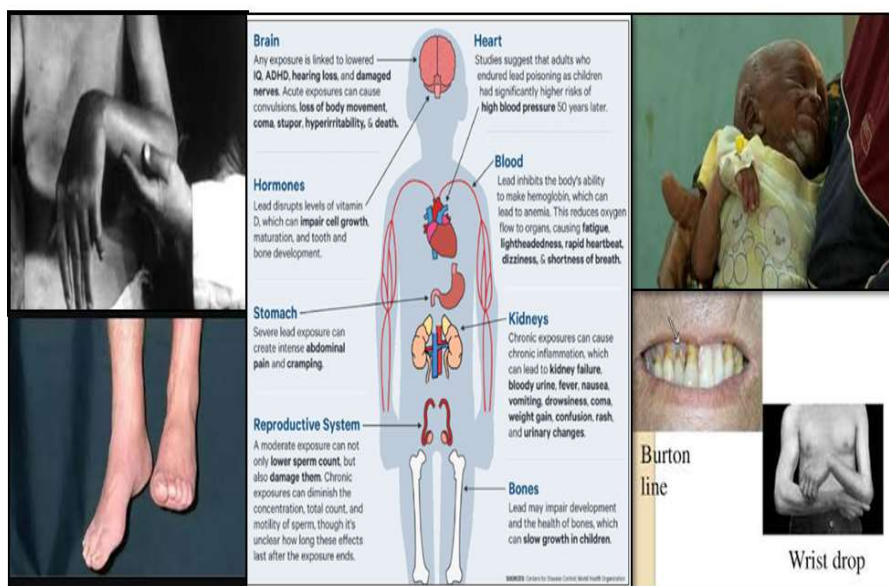 Brain
Any exposure is linked to lowered
IQ, ADHD, hearing loss, and damaged
nerves. Acute exposures can cause
convulsions, loss of body movement,
coma, stupor, hyperirritability, & death.
Hormones
Lead disrupts levels of vitamin
D, which can impair cell growth,
maturation, and tooth and
bone development.
Stomach
Severe lead exposure can
create intense abdominal
pain and cramping.
Reproductive System
A moderate exposure can not
only lower sperm count, but
also damage them. Chronic
exposures can diminish the
concentration, total count, and
motility of sperm, though it's
unclear how long these effects
last after the exposure ends.
Heart
Studies suggest that adults who
endured lead poisoning as children
had significantly higher risks of
high blood pressure 50 years later.
Blood
Lead inhibits the body's ability
to make hemoglobin, which can
lead to anemia. This reduces oxygen
flow to organs, causing fatigue,
lightheadedness, rapid heartbeat,
dizziness, & shortness of breath.
Kidneys
Chronic exposures can cause
chronic inflammation, which
can lead to kidney failure,
bloody urine, fever, nausea,
vomiting, drowsiness, coma,
weight gain, confusion, rash,
and urinary changes.
Bones
Lead may impair development
and the health of bones, which
can slow growth in children.
SOURCES: Centers for Disease Control; World Health Organization
Burton
line
Wrist drop